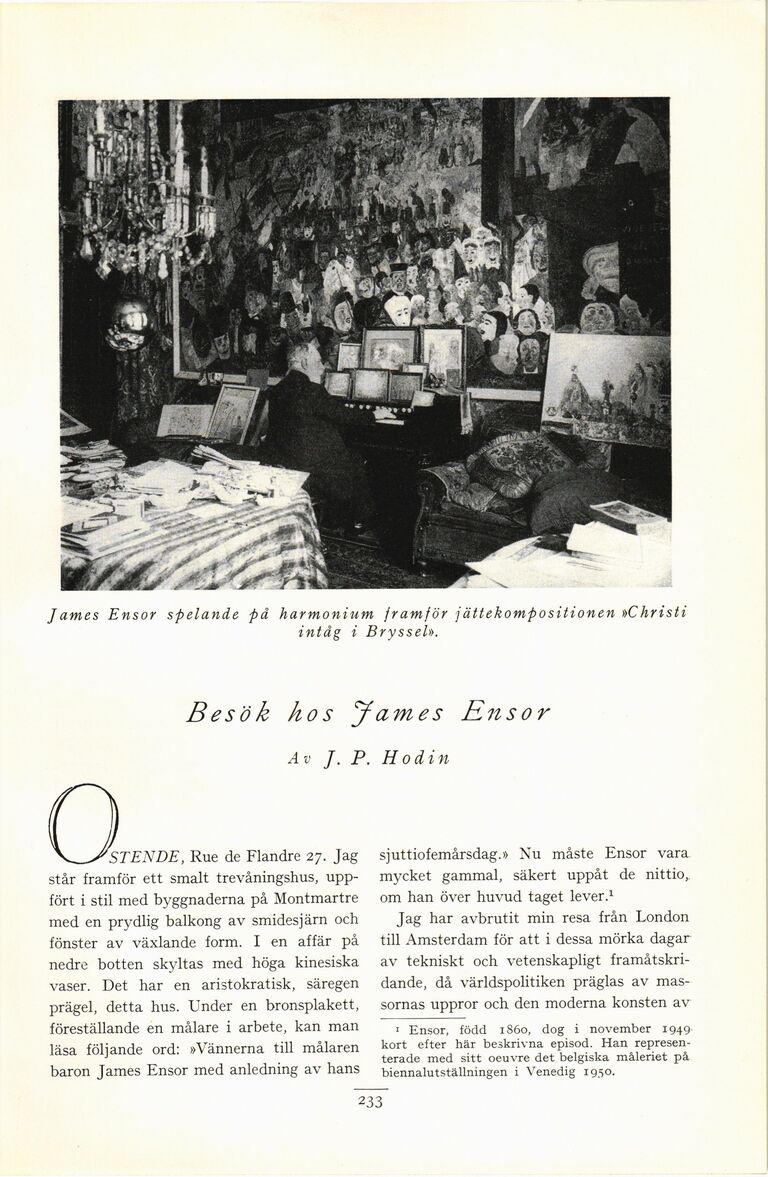 James Ensor spelande på harmonium framför jättekompositionen »Christi
intåg i Bryssel».
Besök hos James Ensor
Av J. P. Hodin
OSTENDE, Rue de Flandre 27. Jag
står framför ett smalt trevåningshus, upp-
fört i stil med byggnaderna på Montmartre
med en prydlig balkong av smidesjärn och
fönster av växlande form. I en affär på
nedre botten skyltas med höga kinesiska
vaser. Det har en aristokratisk, säregen
prägel, detta hus. Under en bronsplakett,
föreställande en målare i arbete, kan man
läsa följande ord: »Vännerna till målaren
baron James Ensor med anledning av hans
sjuttiofemårsdag.» Nu måste Ensor vara
mycket gammal, säkert uppåt de nittio,
om han över huvud taget lever.¹
Jag har avbrutit min resa från London
till Amsterdam för att i dessa mörka dagar
av tekniskt och vetenskapligt framåtskri-
dande, då världspolitiken präglas av mas-
sornas uppror och den moderna konsten av
¹ Ensor, född 1860, dog i november 1949
kort efter här beskrivna episod. Han represen-
terade med sitt oeuvre det belgiska måleriet på
biennalutställningen i Venedig 1950.
233